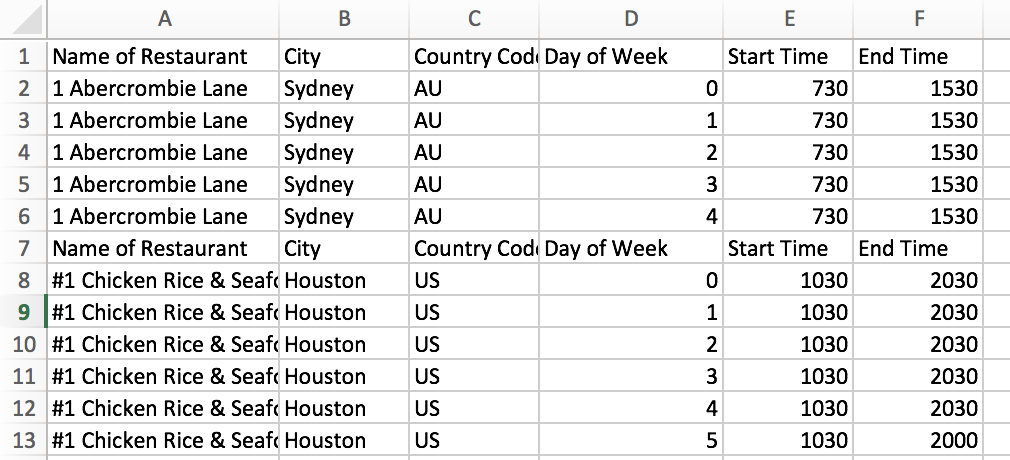 A B C D E F
1 Name of Restaurant City Country Cod Day of Week Start Time End Time
2 1 Abercrombie Lane Sydney AU 0 730 1530
3 1 Abercrombie Lane Sydney AU 1 730 1530
4 1 Abercrombie Lane Sydney AU 2 730 1530
5 1 Abercrombie Lane Sydney AU 3 730 1530
6 1 Abercrombie Lane Sydney AU 4 730 1530
7 Name of Restaurant City Country Cod Day of Week Start Time End Time
8 #1 Chicken Rice & Seaf Houston US 0 1030 2030
9 #1 Chicken Rice & Seaf Houston US 1 1030 2030
10 #1 Chicken Rice & Seaf Houston US 2 1030 2030
11 #1 Chicken Rice & Seaf Houston US 3 1030 2030
12 #1 Chicken Rice & Seaf Houston US 4 1030 2030
13 #1 Chicken Rice & Seaf Houston US 5 1030 2000